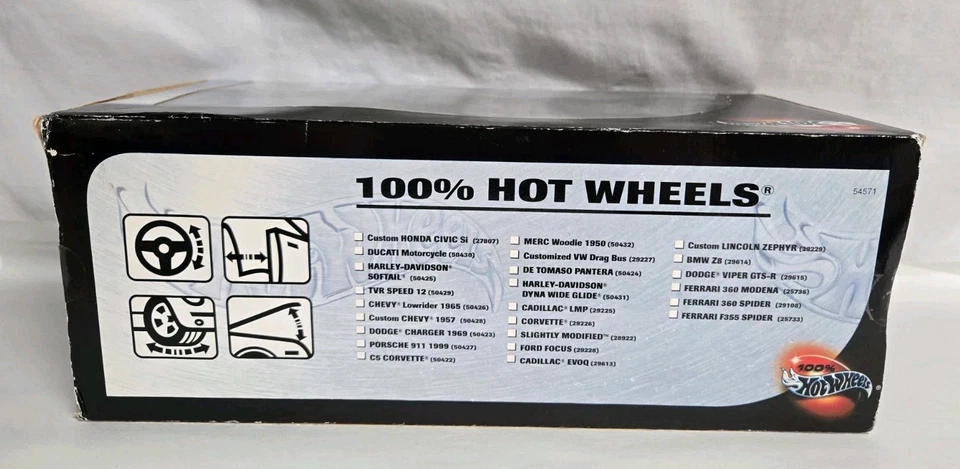 100% HOT WHEELS®
54571
Custom HONDA CIVIC Si (27807)
DUCATI Motorcycle (50430)
HARLEY-DAVIDSON®
SOFTAIL® (50425)
TVR SPEED 12 (50429)
CHEVY® Lowrider 1965 (50426)
Custom CHEVY® 1957 (50428)
DODGE® CHARGER 1969 (50423)
PORSCHE 911 1999 (50427)
C5 CORVETTE® (50422)
MERC Woodie 1950 (50432)
Customized VW Drag Bus (29227)
DE TOMASO PANTERA (50424)
HARLEY-DAVIDSON®
DYNA WIDE GLIDE® (50431)
CADILLAC® LMP (29225)
CORVETTE® (29226)
SLIGHTLY MODIFIED™ (28922)
FORD FOCUS (29228)
CADILLAC® EVOQ (29613)
Custom LINCOLN ZEPHYR (28229)
BMW Z8 (29614)
DODGE® VIPER GTS-R (29615)
FERRARI 360 MODENA (25736)
FERRARI 360 SPIDER (29108)
FERRARI F355 SPIDER (25733)
100%
Hot Wheels